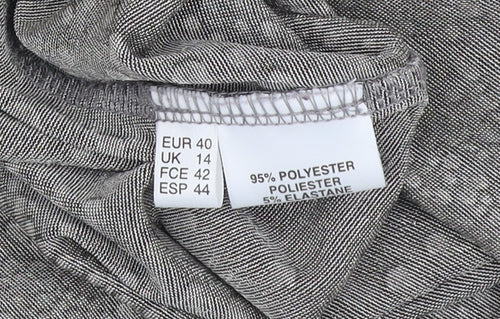 EUR 40
UK 14
FCE 42
ESP 44
95% POLYESTER
POLIESTER
5% ELASTANE